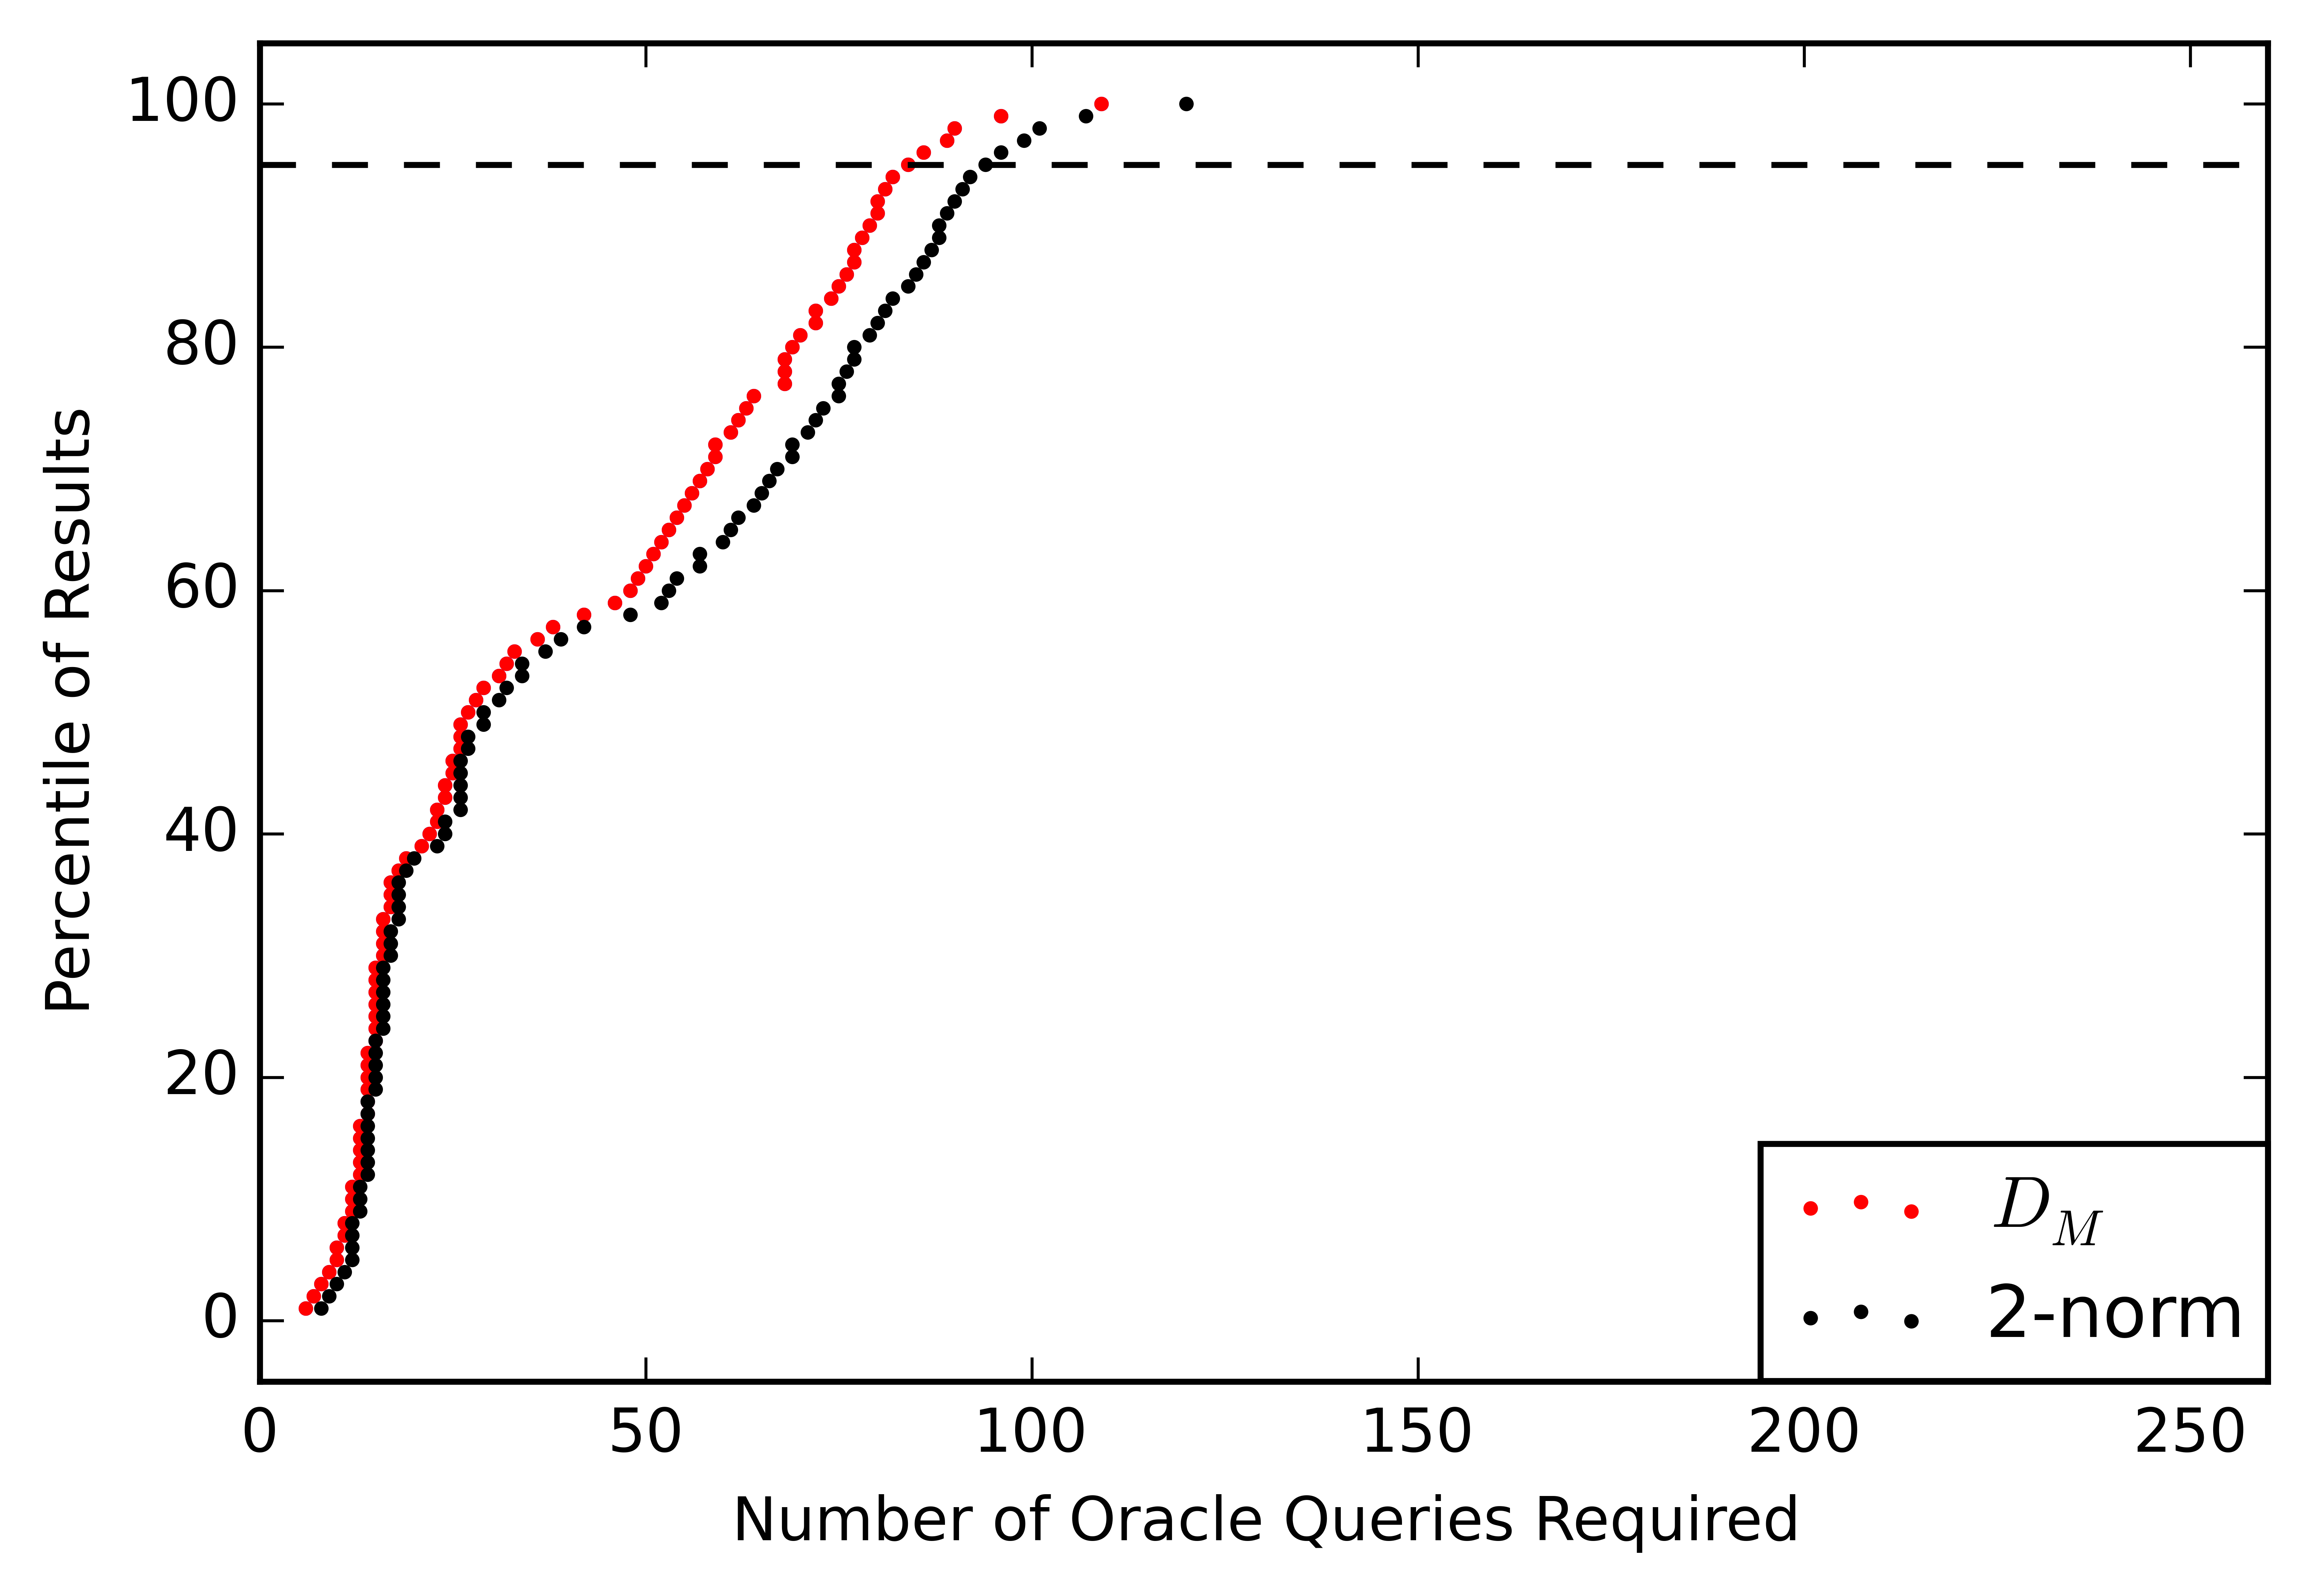 100
80
60
40
20
0
Percentile of Results
0 50 100 150 200 250
Number of Oracle Queries Required
D_M
2-norm